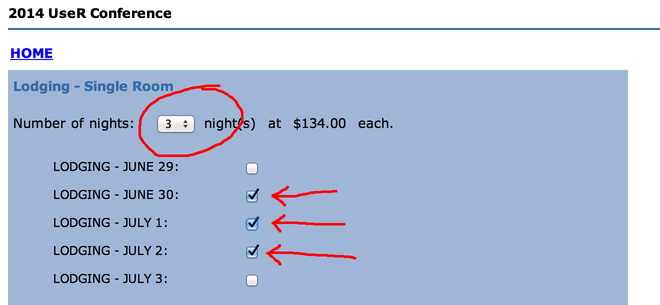 2014 UseR Conference
HOME
Lodging - Single Room
Number of nights: 3 night(s) at $134.00 each.
LODGING - JUNE 29:
LODGING - JUNE 30:
LODGING - JULY 1:
LODGING - JULY 2:
LODGING - JULY 3: